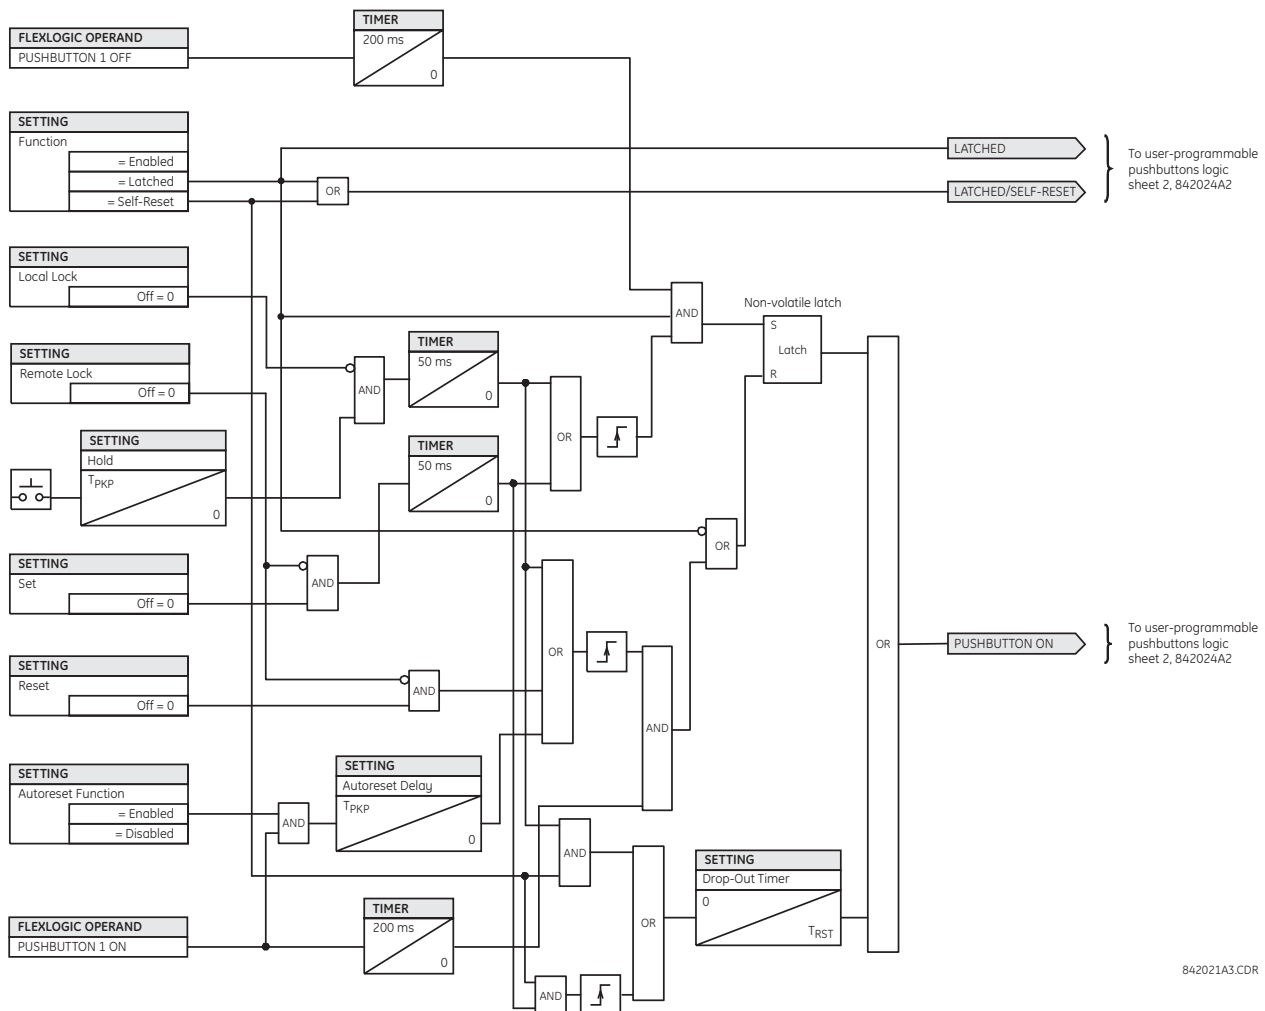 TIMER
200 ms
0
FLEXLOGIC OPERAND
PUSHBUTTON 1 OFF
SETTING
Function
= Enabled
= Latched
= Self-Reset
OR
LATCHED
LATCHED/SELF-RESET
To user-programmable
pushbuttons logic
sheet 2, 842024A2
SETTING
Local Lock
Off = 0
SETTING
Remote Lock
Off = 0
AND
TIMER
50 ms
0
AND
Non-volatile latch
S
Latch
R
SETTING
Hold
TPKP
0
TIMER
50 ms
0
OR
OR
SETTING
Set
Off = 0
AND
SETTING
Reset
Off = 0
AND
OR
AND
OR
PUSHBUTTON ON
To user-programmable
pushbuttons logic
sheet 2, 842024A2
SETTING
Autoreset Function
= Enabled
= Disabled
AND
SETTING
Autoreset Delay
TPKP
0
AND
SETTING
Drop-Out Timer
0
TRST
OR
FLEXLOGIC OPERAND
PUSHBUTTON 1 ON
TIMER
200 ms
0
AND
842021A3.CDR